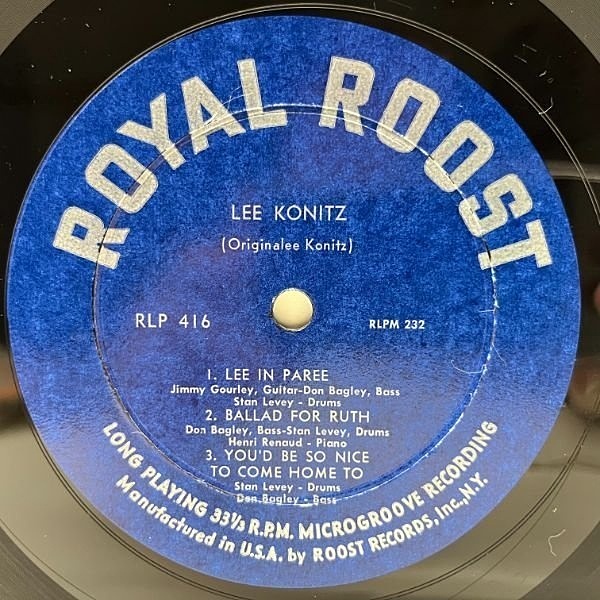 ROYAL ROOST
LEE KONITZ
(Originalee Konitz)
RLP 416
RLPM 232
1. LEE IN PAREE
Jimmy Gourley, Guitar-Don Bagley, Bass
Stan Levey - Drums
2. BALLAD FOR RUTH
Don Bagley, Bass-Stan Levey, Drums
Henri Renaud - Piano
3. YOU'D BE SO NICE
TO COME HOME TO
Stan Levey - Drums
Don Bagley - Bass
LONG PLAYING 33⅓ R.P.M. MICROGROOVE RECORDING
Manufactured in U.S.A. by ROOST RECORDS, Inc., N.Y.